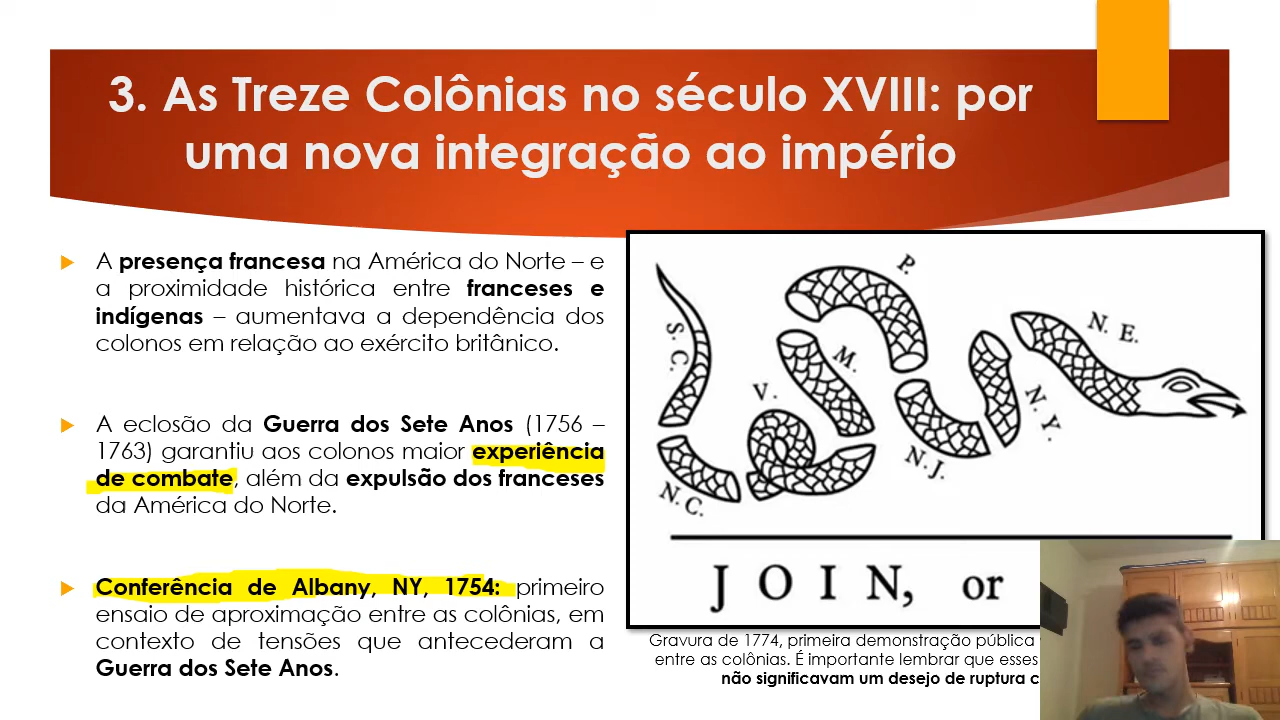 3. As Treze Colônias no século XVIII: por
uma nova integração ao império
A presença francesa na América do Norte – e
a proximidade histórica entre franceses e
indígenas – aumentava a dependência dos
colonos em relação ao exército britânico.
A eclosão da Guerra dos Sete Anos (1756 –
1763) garantiu aos colonos maior experiência
de combate, além da expulsão dos franceses
da América do Norte.
Conferência de Albany, NY, 1754: primeiro
ensaio de aproximação entre as colônias, em
contexto de tensões que antecederam a
Guerra dos Sete Anos.
S. C.
N. C.
V.
M.
P.
N. J.
N. Y.
N. E.
JOIN, or
Gravura de 1774, primeira demonstração pública
entre as colônias. É importante lembrar que esses
não significavam um desejo de ruptura